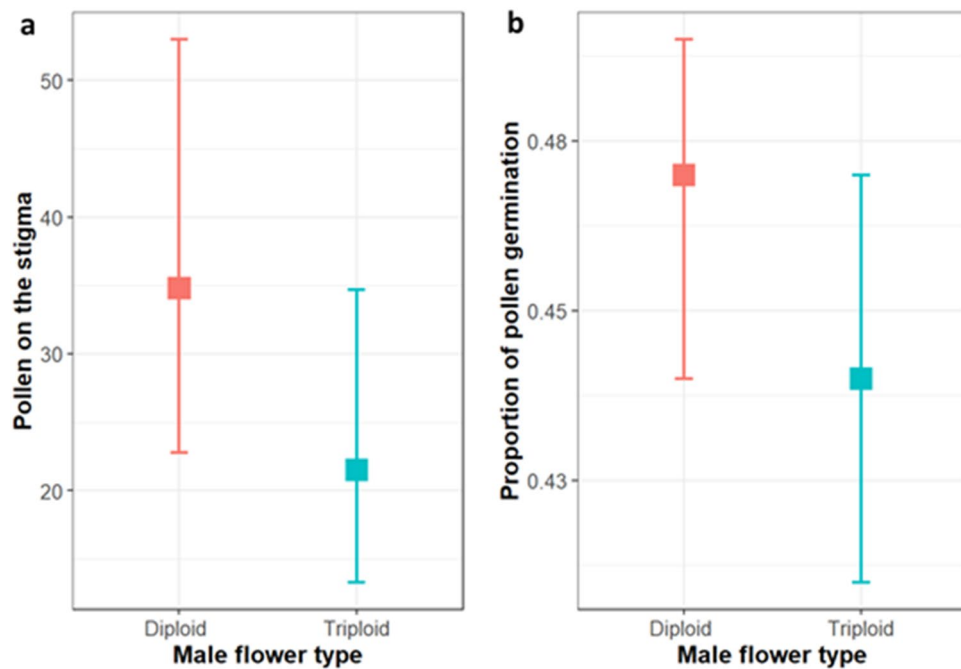 a
Pollen on the stigma
50
40
30
20
Diploid
Triploid
Male flower type
b
Proportion of pollen germination
0.48
0.45
0.43
Diploid
Triploid
Male flower type